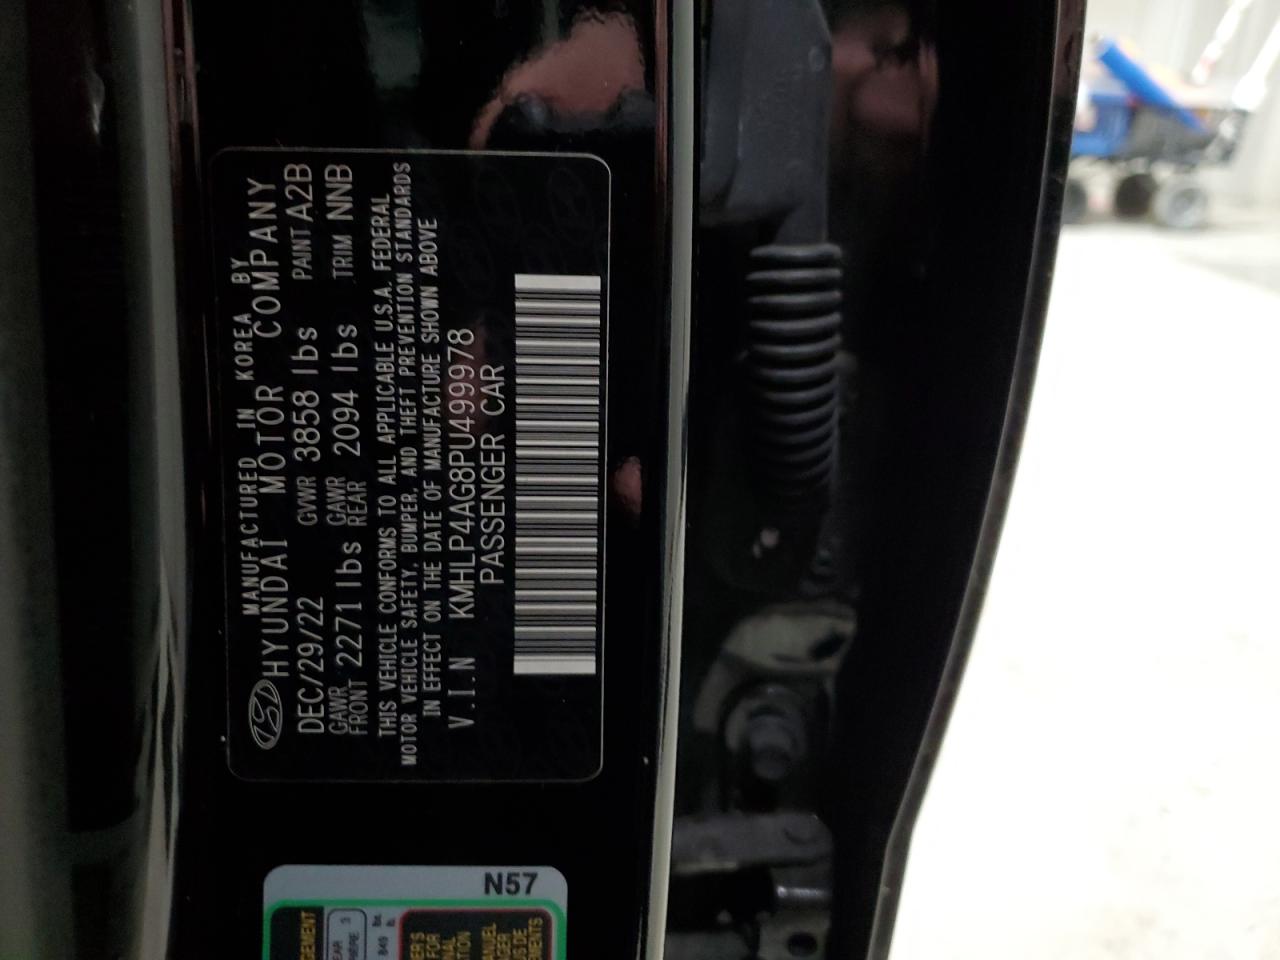 MANUFACTURED IN KOREA BY
HYUNDAI MOTOR COMPANY
DEC/29/22 GVWR 3858 lbs PAINT A2B
GAWR FRONT 2271 lbs GAWR REAR 2094 lbs TRIM NNB
THIS VEHICLE CONFORMS TO ALL APPLICABLE U.S.A. FEDERAL
MOTOR VEHICLE SAFETY, BUMPER, AND THEFT PREVENTION STANDARDS
IN EFFECT ON THE DATE OF MANUFACTURE SHOWN ABOVE
V.I.N KMHLP4AG8PU499978
PASSENGER CAR
N57